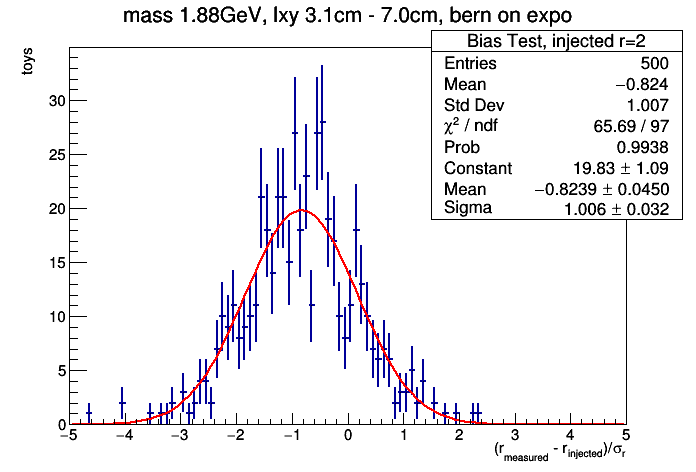 mass 1.88GeV, lxy 3.1cm - 7.0cm, bern on expo
toys
Bias Test, injected r=2
Entries 500
Mean −0.824
Std Dev 1.007
χ² / ndf 65.69 / 97
Prob 0.9938
Constant 19.83 ± 1.09
Mean −0.8239 ± 0.0450
Sigma 1.006 ± 0.032
30
25
20
15
10
5
0
−5 −4 −3 −2 −1 0 1 2 3 4 5
(r_measured - r_injected)/σ_r